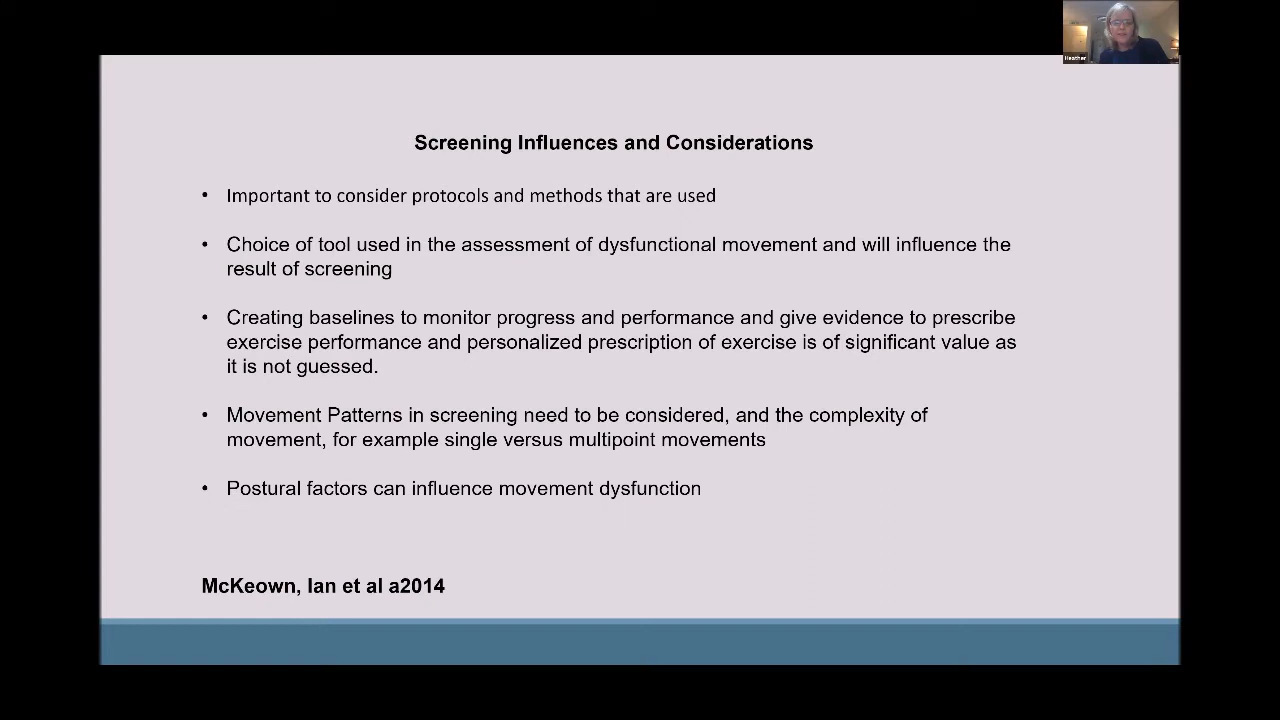 Heather
Screening Influences and Considerations
• Important to consider protocols and methods that are used
• Choice of tool used in the assessment of dysfunctional movement and will influence the
result of screening
• Creating baselines to monitor progress and performance and give evidence to prescribe
exercise performance and personalized prescription of exercise is of significant value as
it is not guessed.
• Movement Patterns in screening need to be considered, and the complexity of
movement, for example single versus multipoint movements
• Postural factors can influence movement dysfunction
McKeown, Ian et al a2014